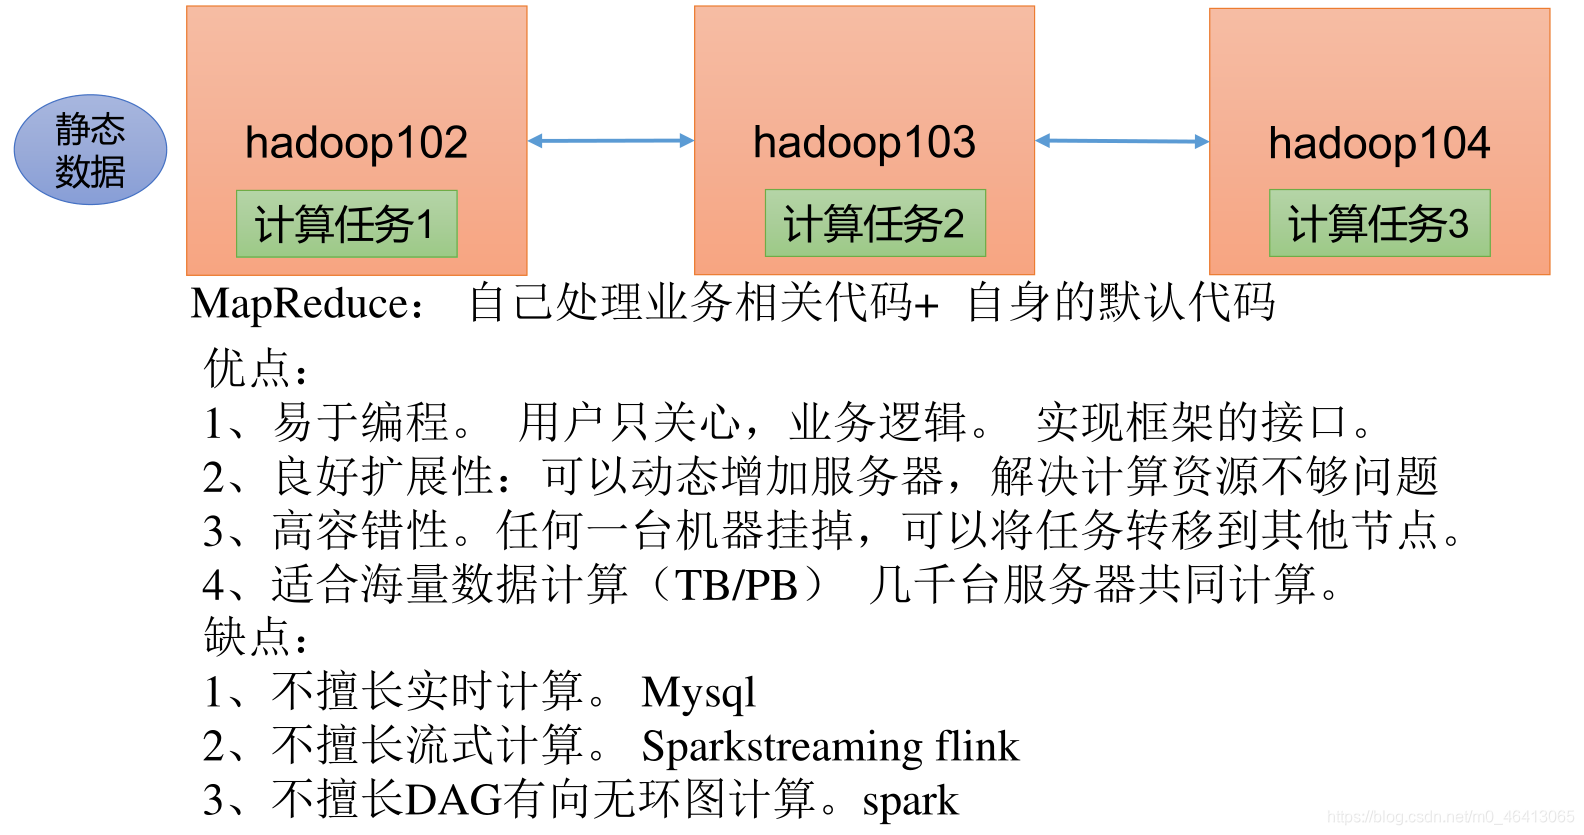 静态
数据
hadoop102
hadoop103
hadoop104
计算任务1
计算任务2
计算任务3
MapReduce： 自己处理业务相关代码+ 自身的默认代码
优点：
1、易于编程。 用户只关心，业务逻辑。 实现框架的接口。
2、良好扩展性：可以动态增加服务器，解决计算资源不够问题
3、高容错性。任何一台机器挂掉，可以将任务转移到其他节点。
4、适合海量数据计算（TB/PB） 几千台服务器共同计算。
缺点：
1、不擅长实时计算。 Mysql
2、不擅长流式计算。 Sparkstreaming flink
3、不擅长DAG有向无环图计算。spark
https://blog.csdn.net/m0_46413065